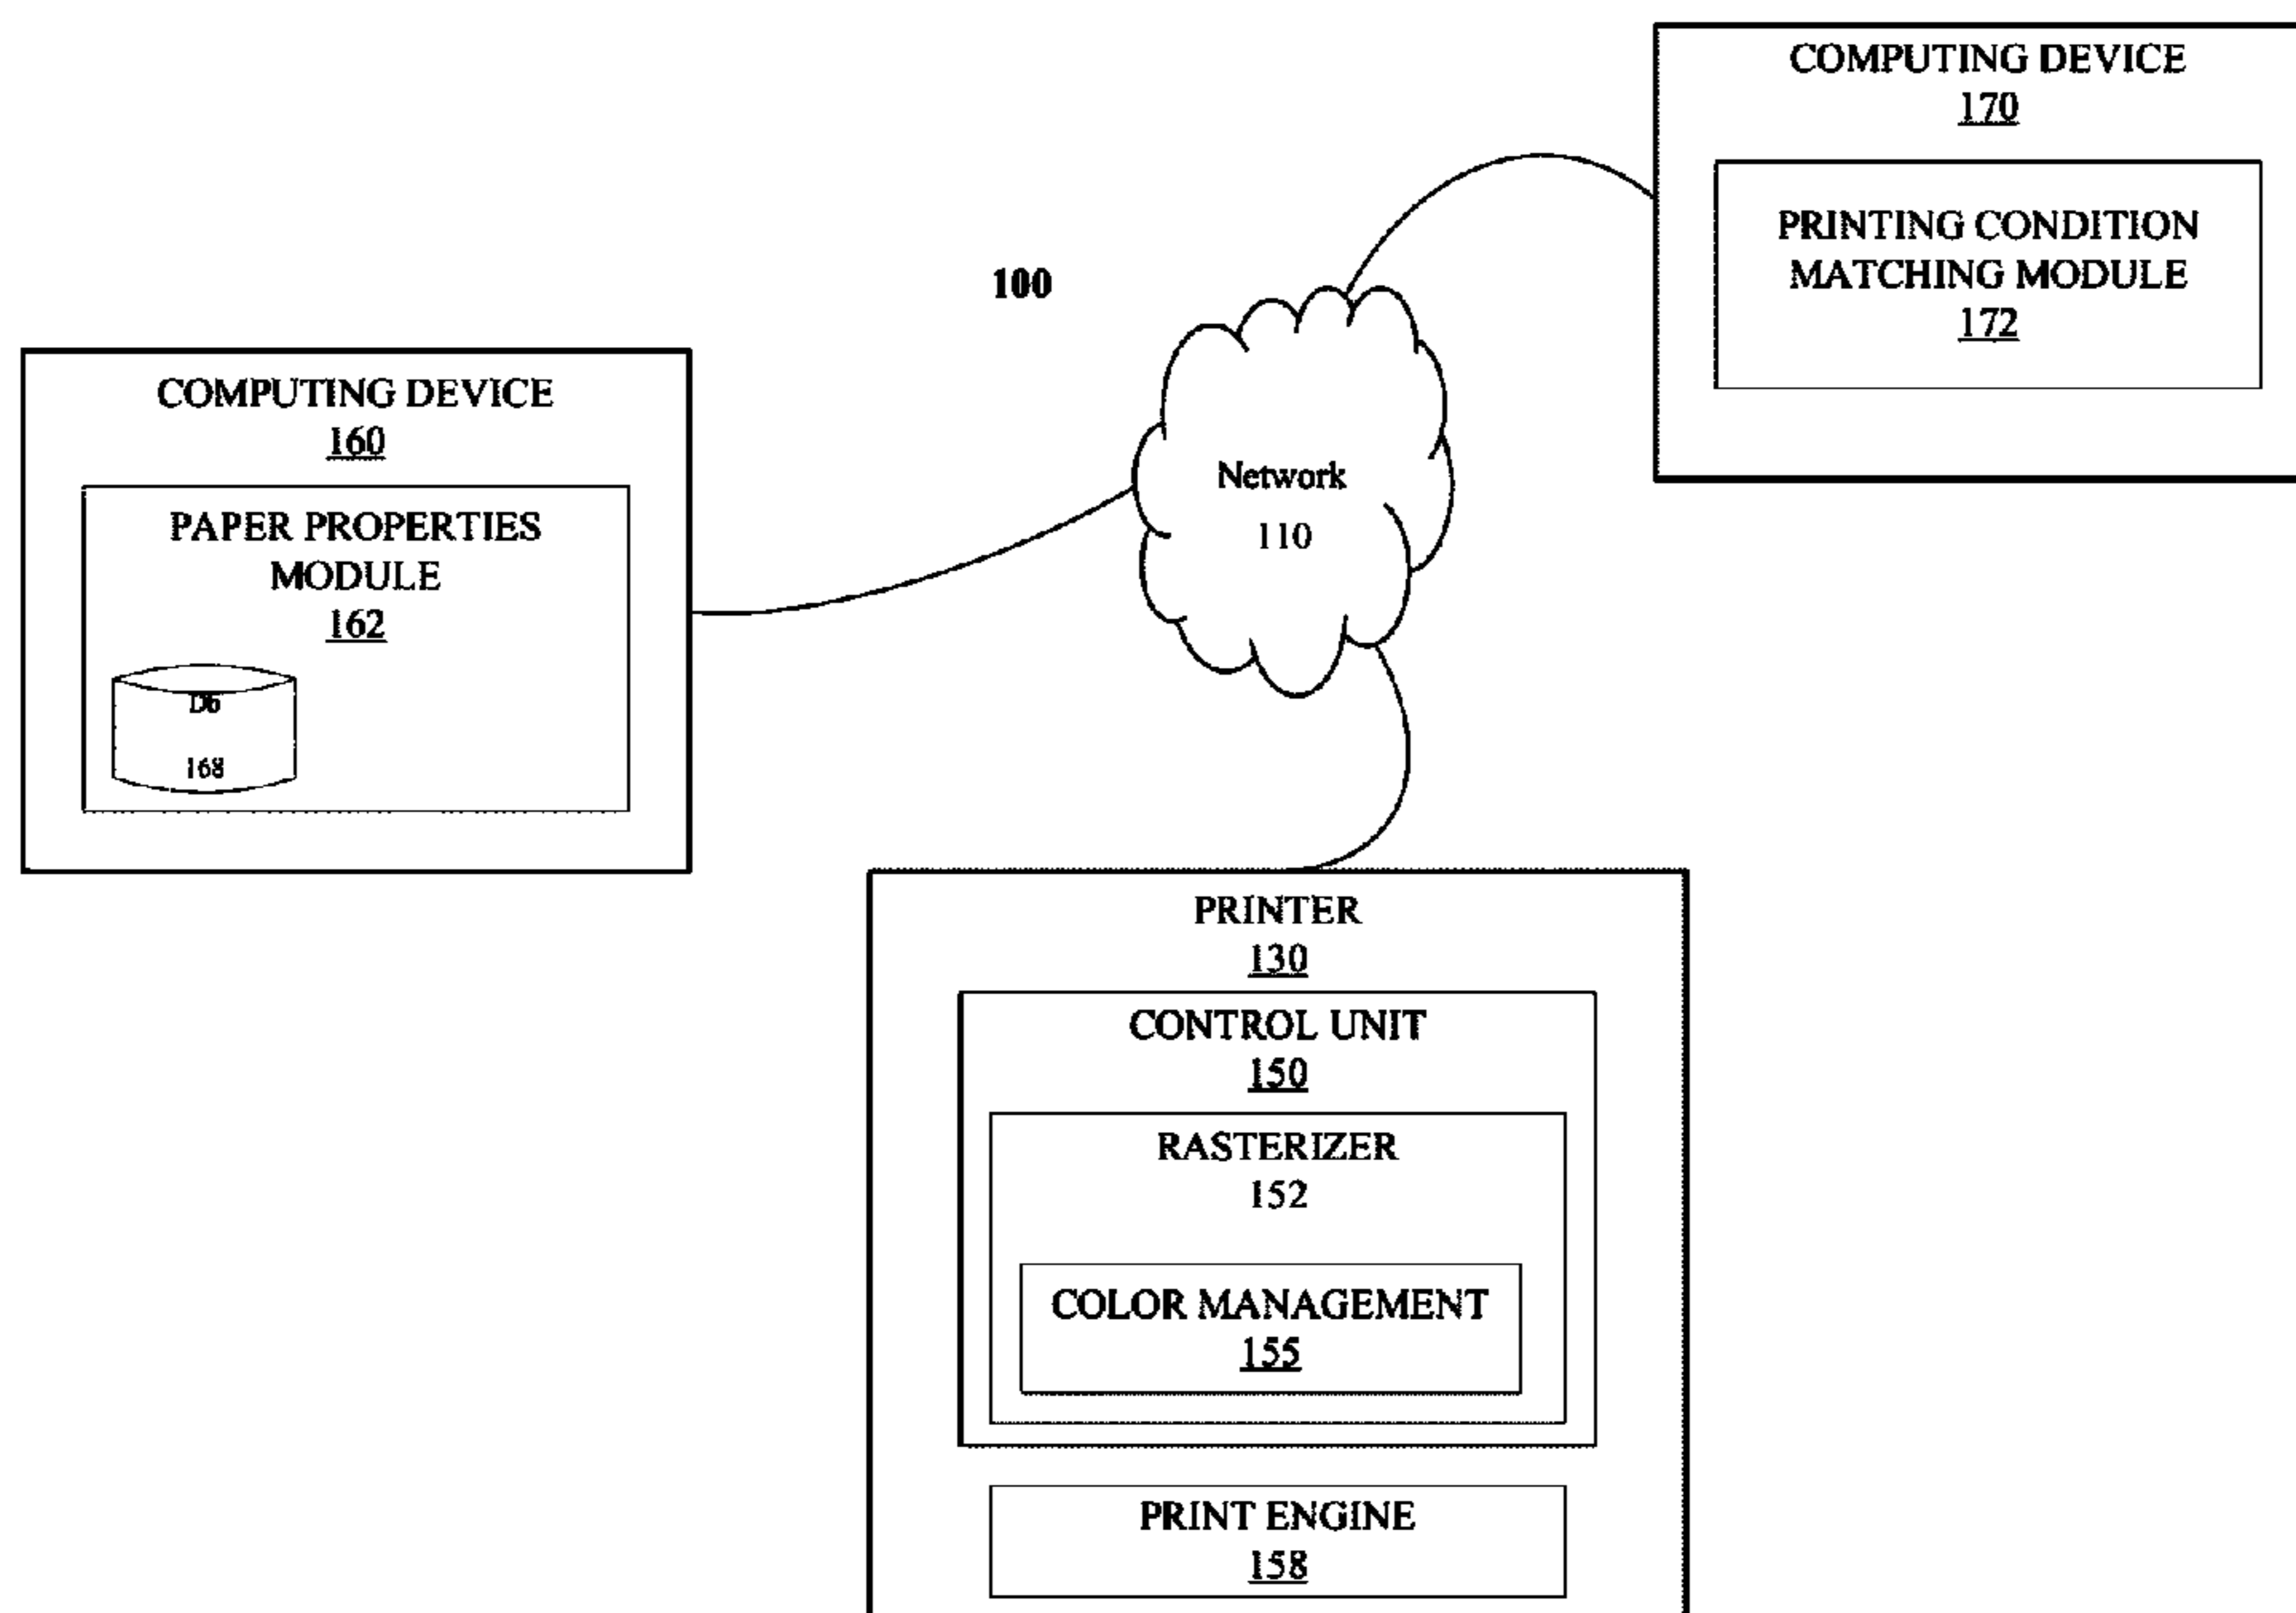 COMPUTING DEVICE
170
PRINTING CONDITION
MATCHING MODULE
172
100
COMPUTING DEVICE
160
PAPER PROPERTIES
MODULE
162
Db
168
Network
110
PRINTER
130
CONTROL UNIT
150
RASTERIZER
152
COLOR MANAGEMENT
155
PRINT ENGINE
158